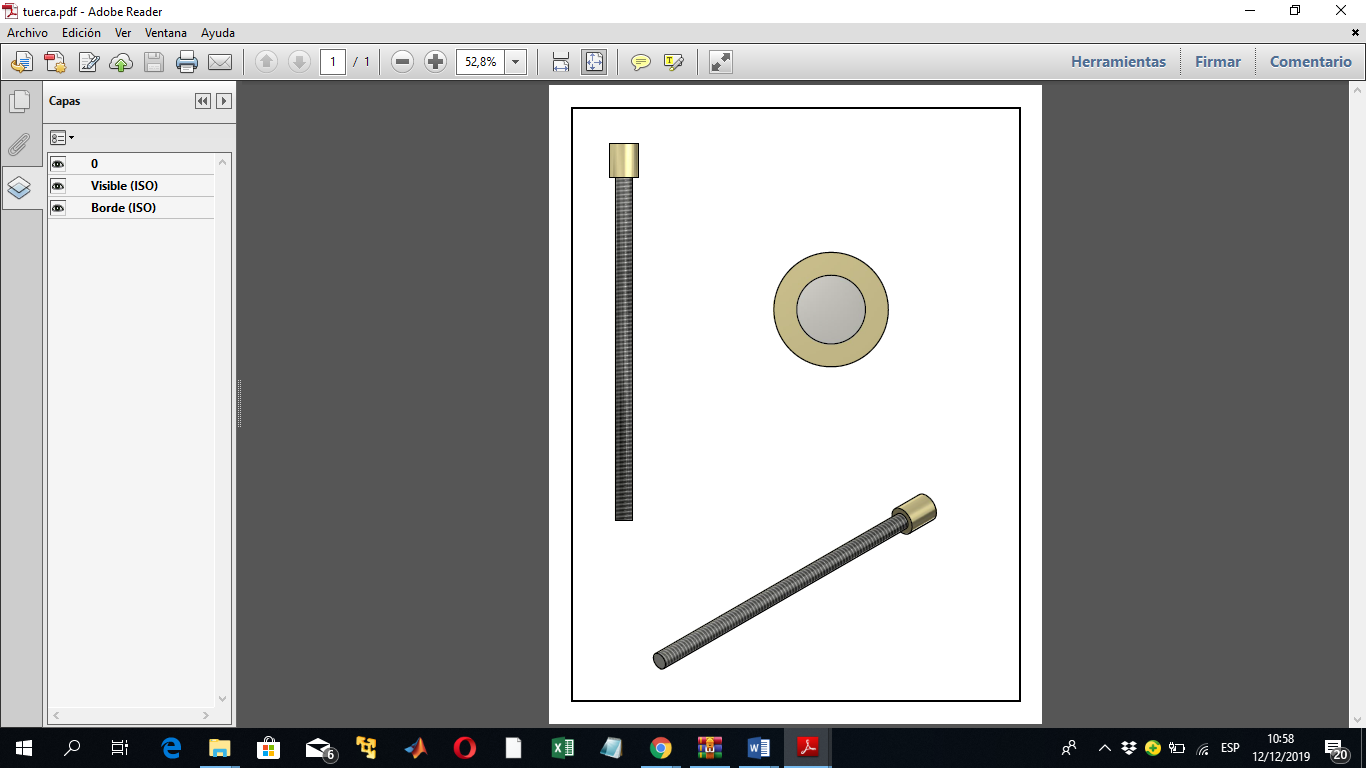 tuerca.pdf - Adobe Reader
Archivo Edición Ver Ventana Ayuda
1 / 1 52,8% Herramientas Firmar Comentario
Capas
0
Visible (ISO)
Borde (ISO)
6 ESP 10:58
12/12/2019 20